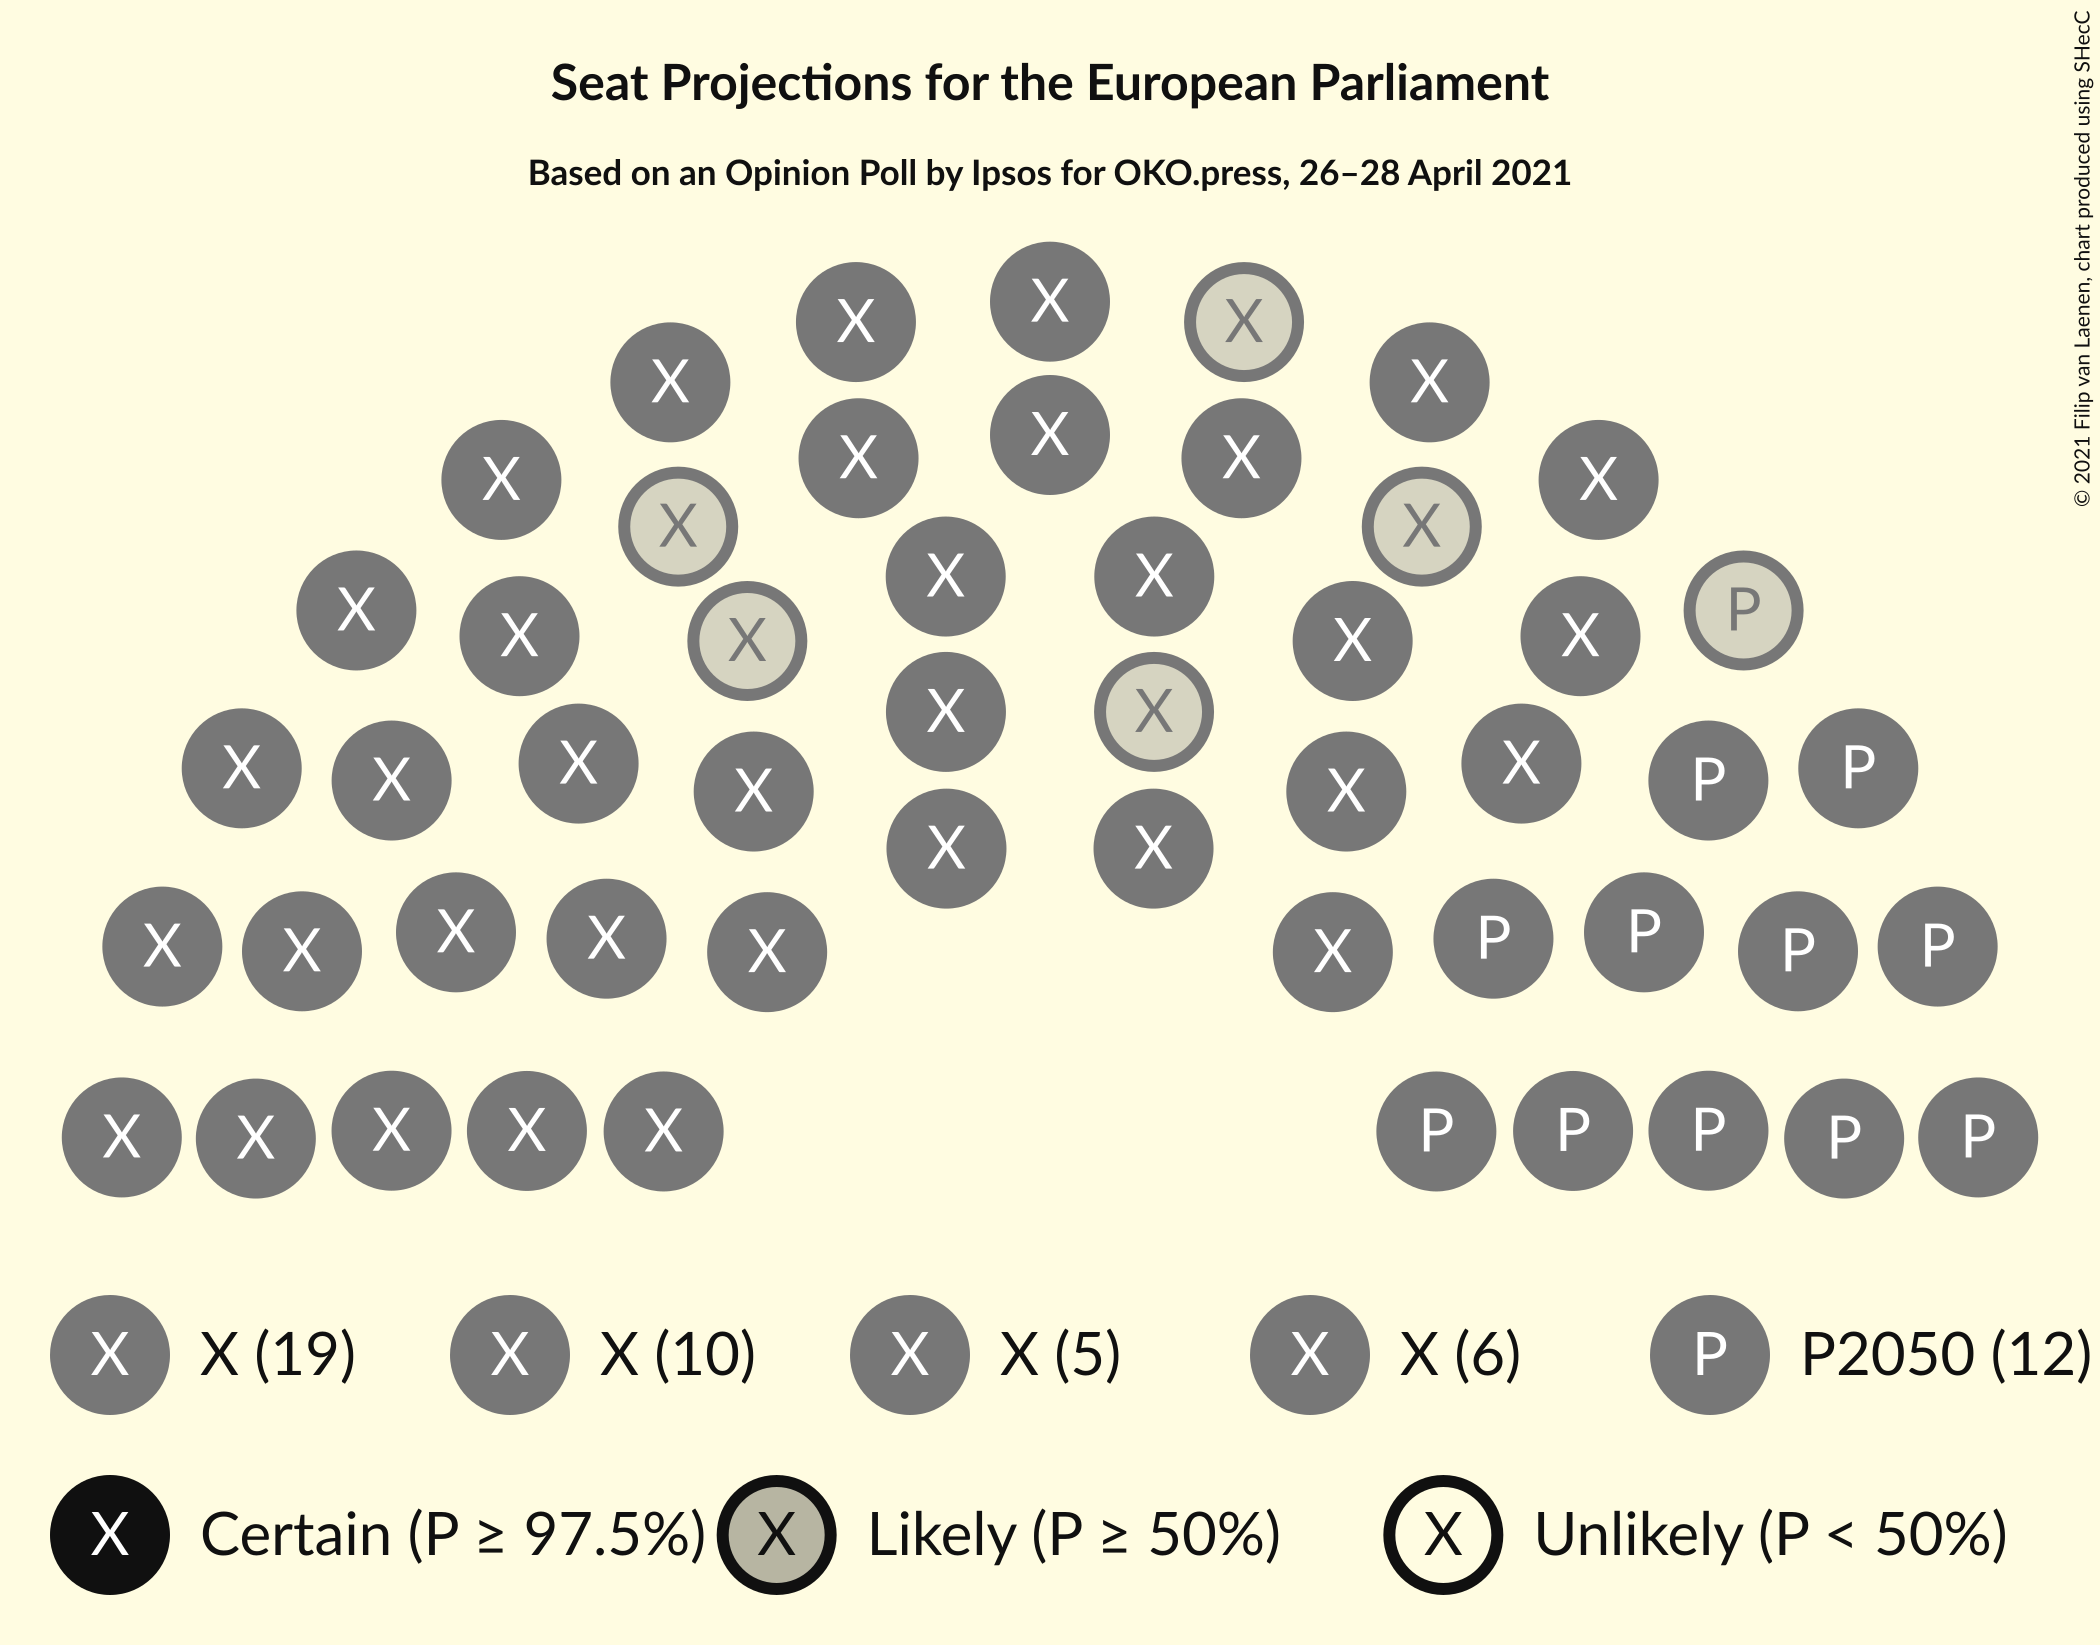 Seat Projections for the European Parliament
Based on an Opinion Poll by Ipsos for OKO.press, 26–28 April 2021
© 2021 Filip van Laenen, chart produced using SHecC
X X X
X X
X X X
X X
X X X X
X X
X X X
X X P
X X
X X X X
X X P P
X X
X X X X X X P P P P
X X X X X P P P P P
X X (19) X X (10) X X (5) X X (6) P P2050 (12)
X Certain (P ≥ 97.5%) X Likely (P ≥ 50%) X Unlikely (P < 50%)